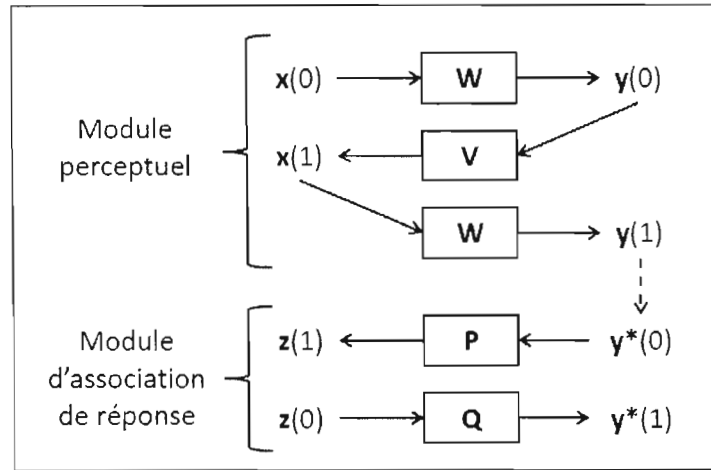 x(0) W y(0)
Module
perceptuel
x(1) V
W y(1)
Module
d'association
de réponse
z(1) P y*(0)
z(0) Q y*(1)